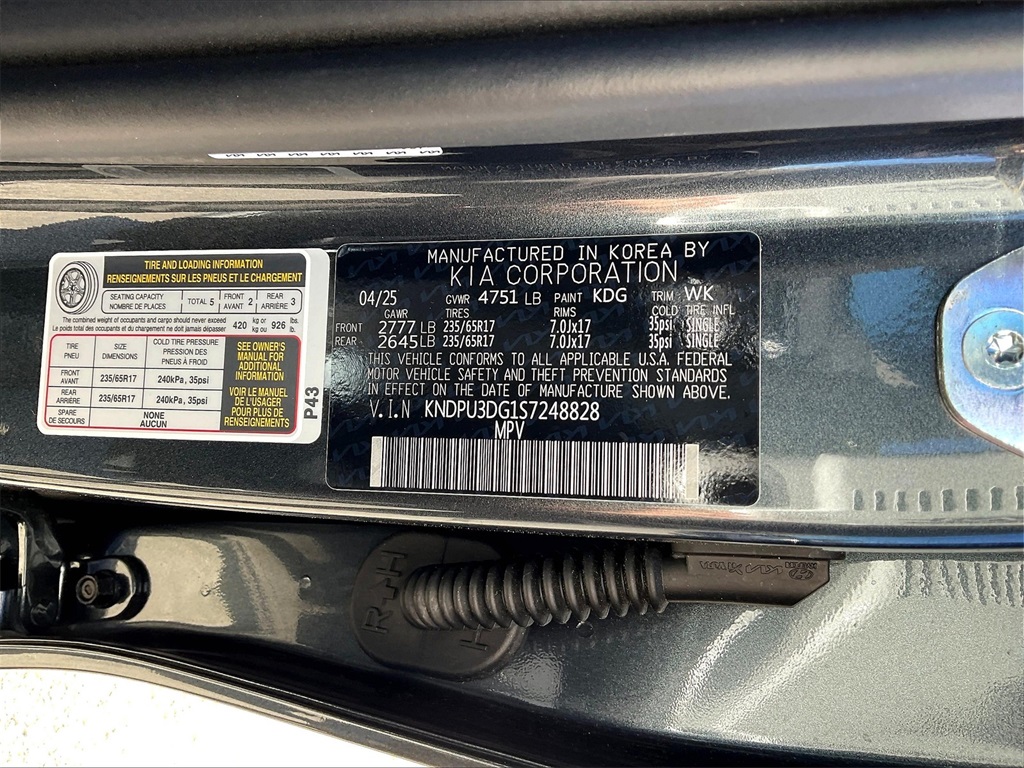 TIRE AND LOADING INFORMATION
RENSEIGNEMENTS SUR LES PNEUS ET LE CHARGEMENT
SEATING CAPACITY
NOMBRE DE PLACES
TOTAL 5
FRONT
AVANT 2
REAR
ARRIÈRE 3
The combined weight of occupants and cargo should never exceed
Le poids total des occupants et du chargement ne doit jamais dépasser
420 kg or
kg ou 926 lbs.
lb.
TIRE
PNEU
SIZE
DIMENSIONS
COLD TIRE PRESSURE
PRESSION DES
PNEUS À FROID
FRONT
AVANT
235/65R17
240kPa, 35psi
REAR
ARRIÈRE
235/65R17
240kPa, 35psi
SPARE
DE SECOURS
NONE
AUCUN
SEE OWNER'S
MANUAL FOR
ADDITIONAL
INFORMATION
VOIR LE MANUEL
DE L'USAGER
POUR PLUS DE
RENSEIGNEMENTS
P43
MANUFACTURED IN KOREA BY
KIA CORPORATION
04/25 GVWR 4751 LB PAINT KDG TRIM WK
GAWR TIRES RIMS COLD TIRE INFL
FRONT 2777 LB 235/65R17 7.0Jx17 35psi SINGLE
REAR 2645 LB 235/65R17 7.0Jx17 35psi SINGLE
THIS VEHICLE CONFORMS TO ALL APPLICABLE U.S.A. FEDERAL
MOTOR VEHICLE SAFETY AND THEFT PREVENTION STANDARDS
IN EFFECT ON THE DATE OF MANUFACTURE SHOWN ABOVE.
V.I.N KNDPU3DG1S7248828
MPV
RH